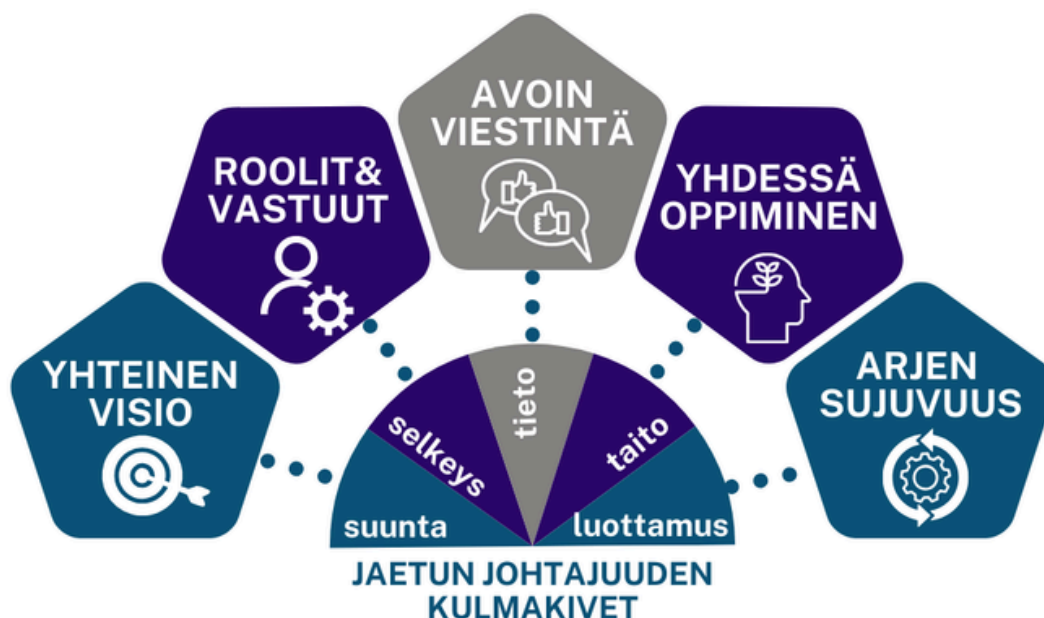 AVOIN
VIESTINTÄ
ROOLIT&
VASTUUT
YHDESSÄ
OPPIMINEN
YHTEINEN
VISIO
ARJEN
SUJUVUUS
suunta
selkeys
tieto
taito
luottamus
JAETUN JOHTAJUUDEN
KULMAKIVET